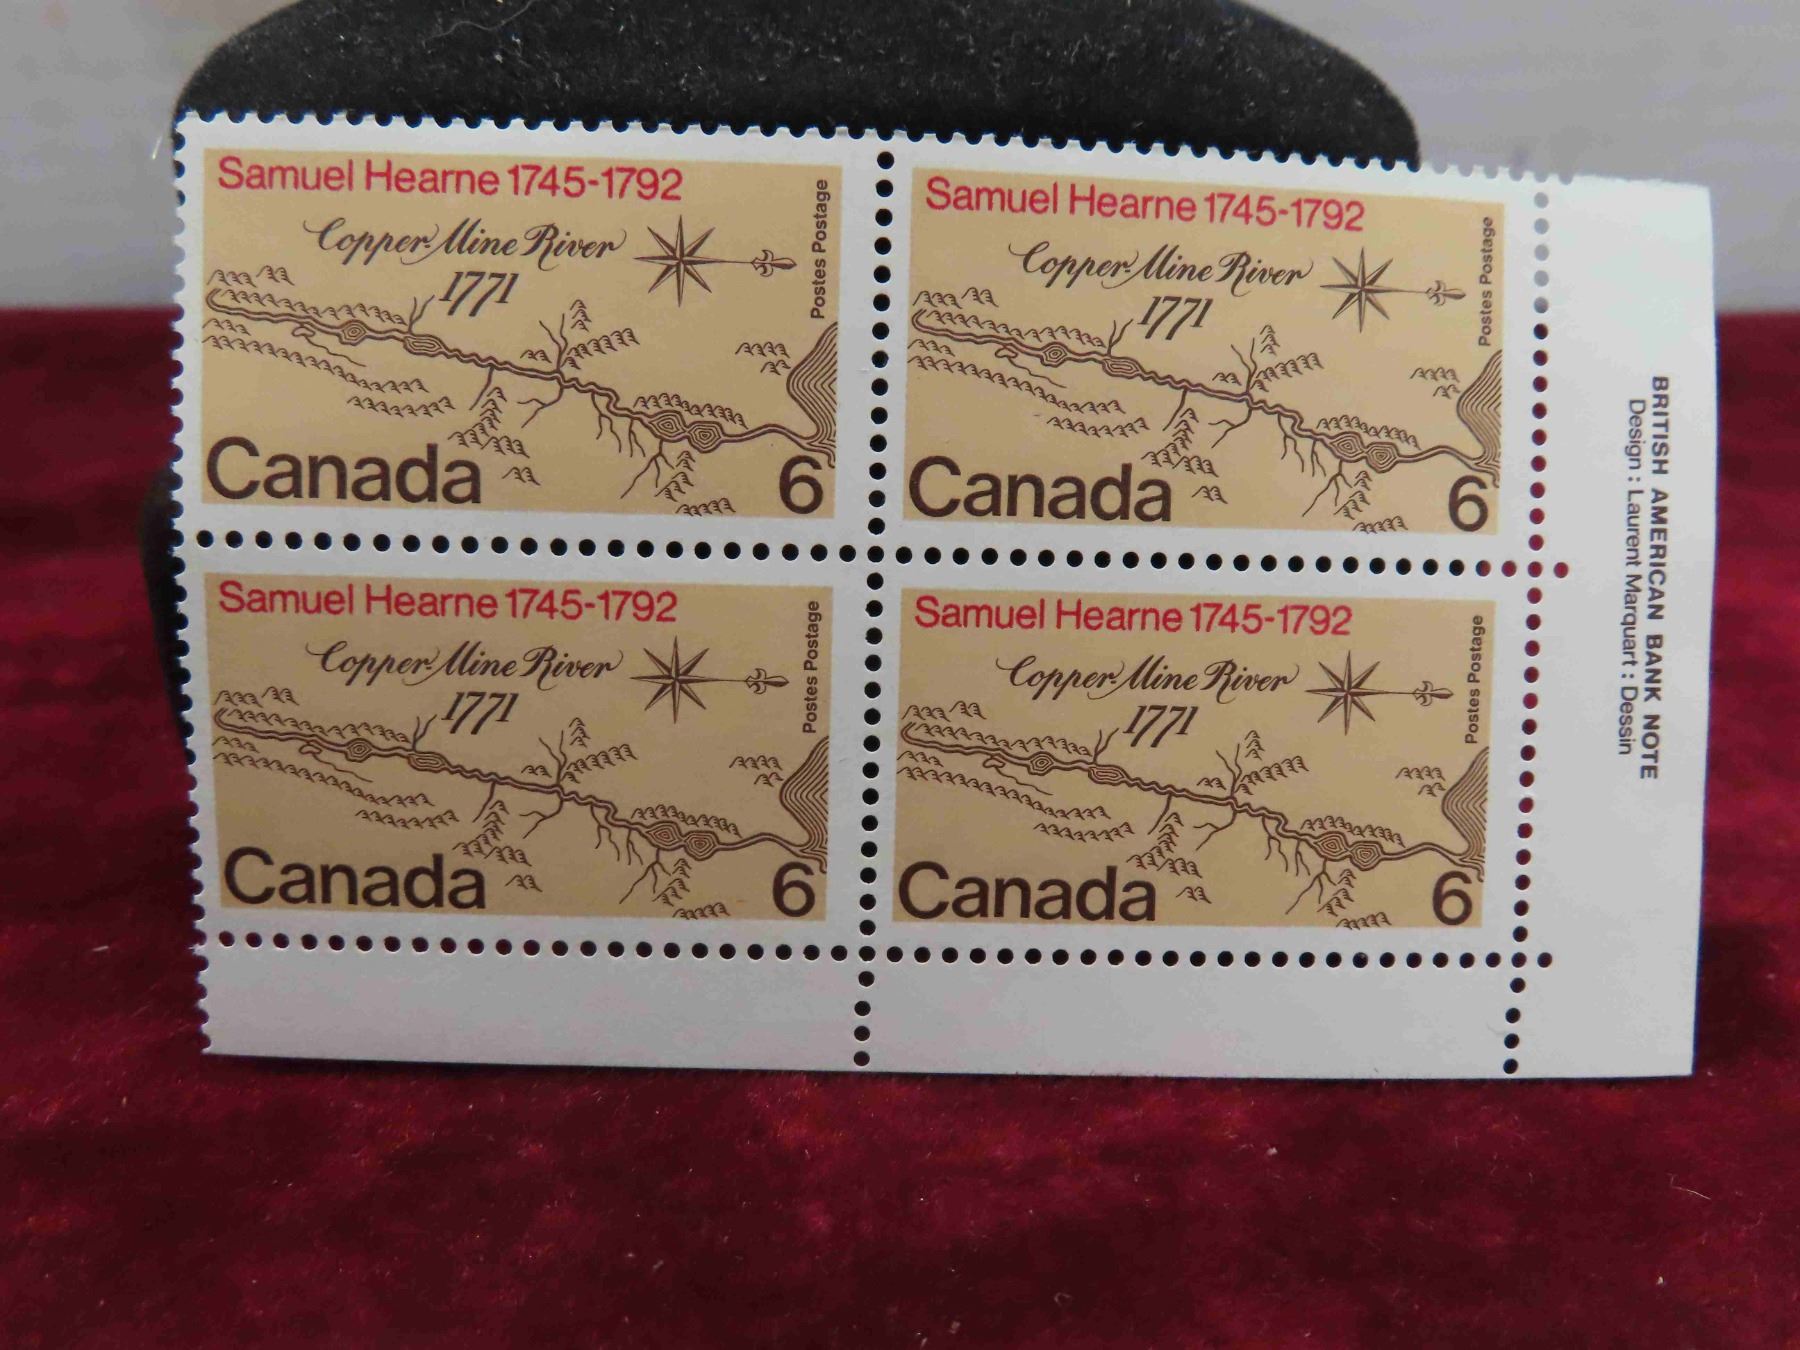 Samuel Hearne 1745-1792
Copper Mine River
1771
Postes Postage
Canada
6
Samuel Hearne 1745-1792
Copper Mine River
1771
Postes Postage
Canada
6
Samuel Hearne 1745-1792
Copper Mine River
1771
Postes Postage
Canada
6
Samuel Hearne 1745-1792
Copper Mine River
1771
Postes Postage
Canada
6
BRITISH AMERICAN BANK NOTE
Design : Laurent Marquart : Dessin